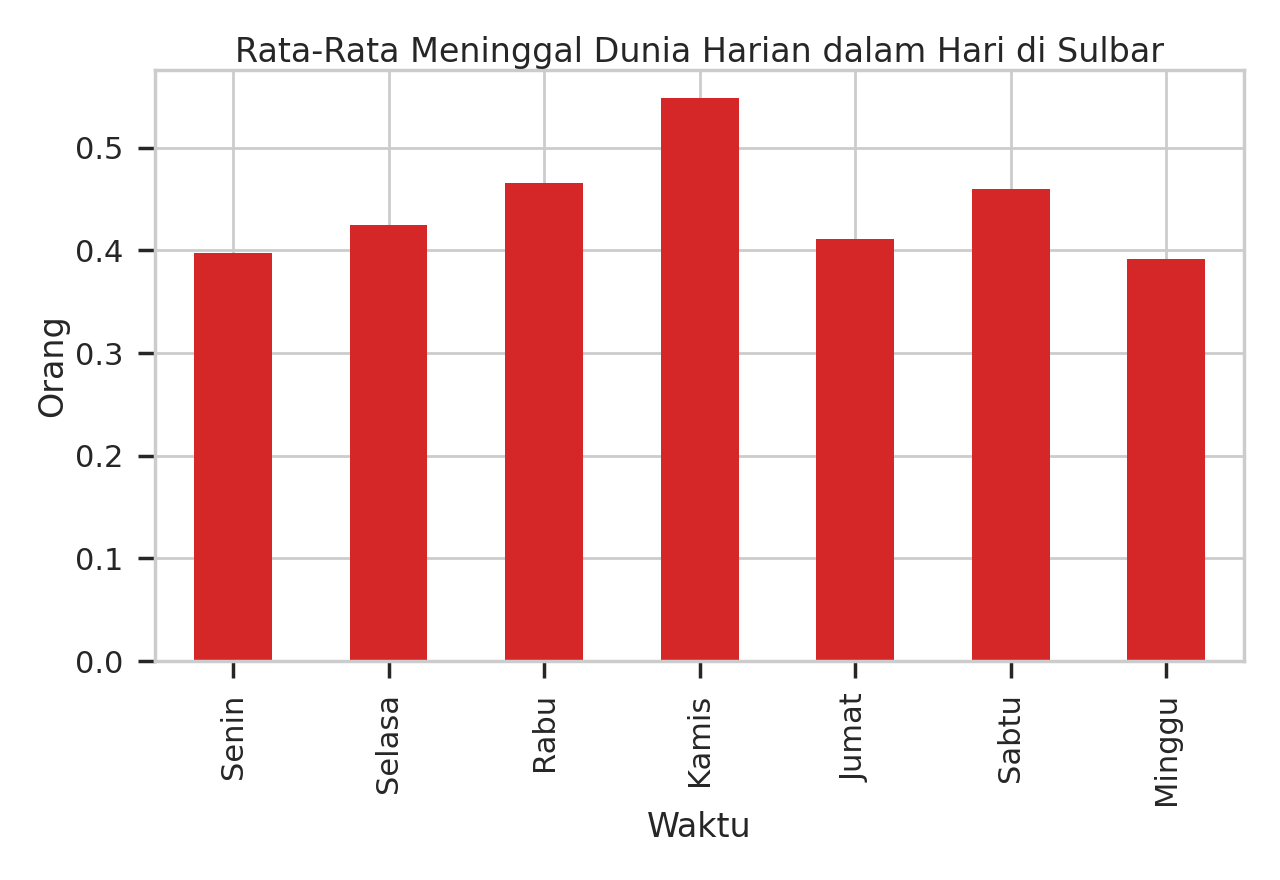 Rata-Rata Meninggal Dunia Harian dalam Hari di Sulbar
Orang
0.5
0.4
0.3
0.2
0.1
0.0
Senin
Selasa
Rabu
Kamis
Jumat
Sabtu
Minggu
Waktu